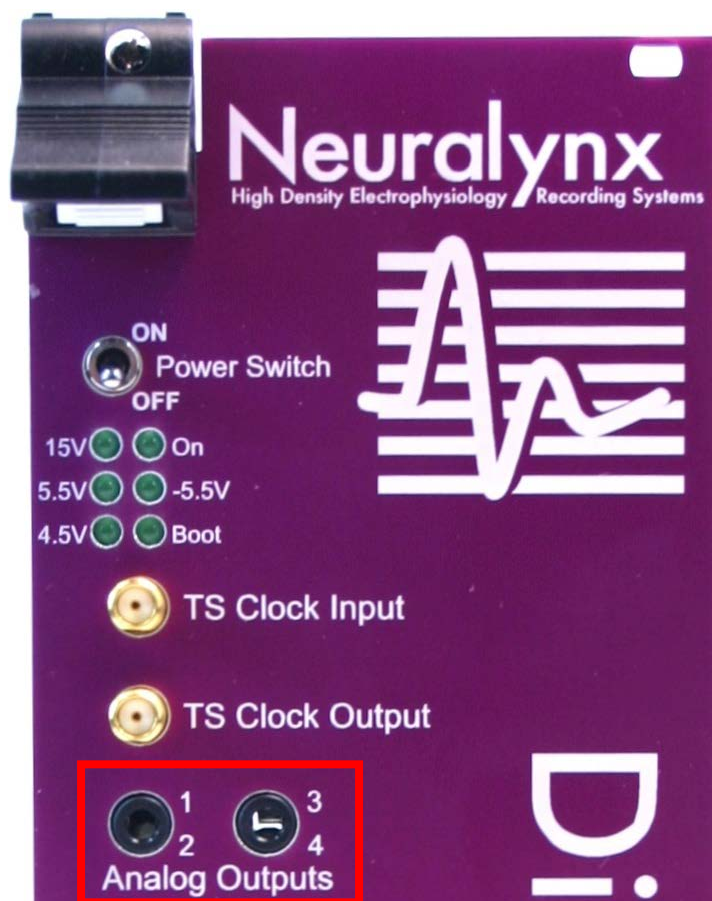 Neuralynx
High Density Electrophysiology Recording Systems
ON
Power Switch
OFF
15V On
5.5V -5.5V
4.5V Boot
TS Clock Input
TS Clock Output
1 3
2 4
Analog Outputs
Di